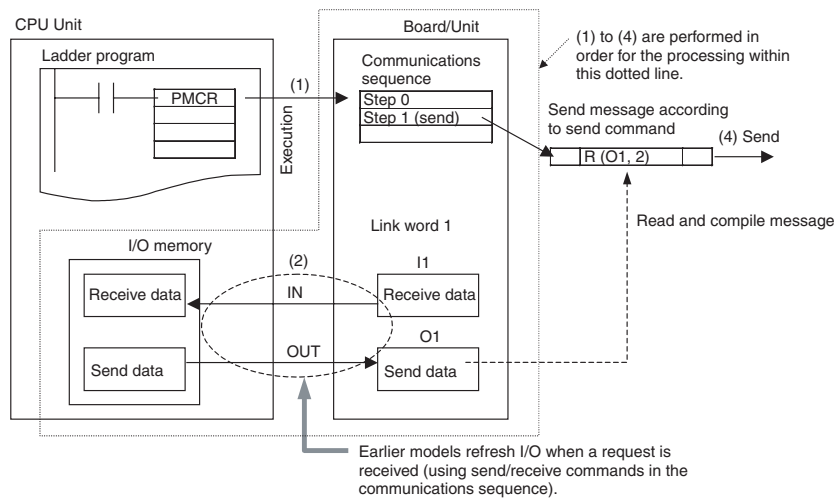 CPU Unit
Board/Unit
(1) to (4) are performed in
order for the processing within
this dotted line.
Ladder program
PMCR
(1)
Execution
Communications
sequence
Step 0
Step 1 (send)
Send message according
to send command
R (O1, 2)
(4) Send
Read and compile message
Link word 1
I/O memory
(2)
I1
Receive data
IN
Receive data
O1
OUT
Send data
Send data
Earlier models refresh I/O when a request is
received (using send/receive commands in the
communications sequence).